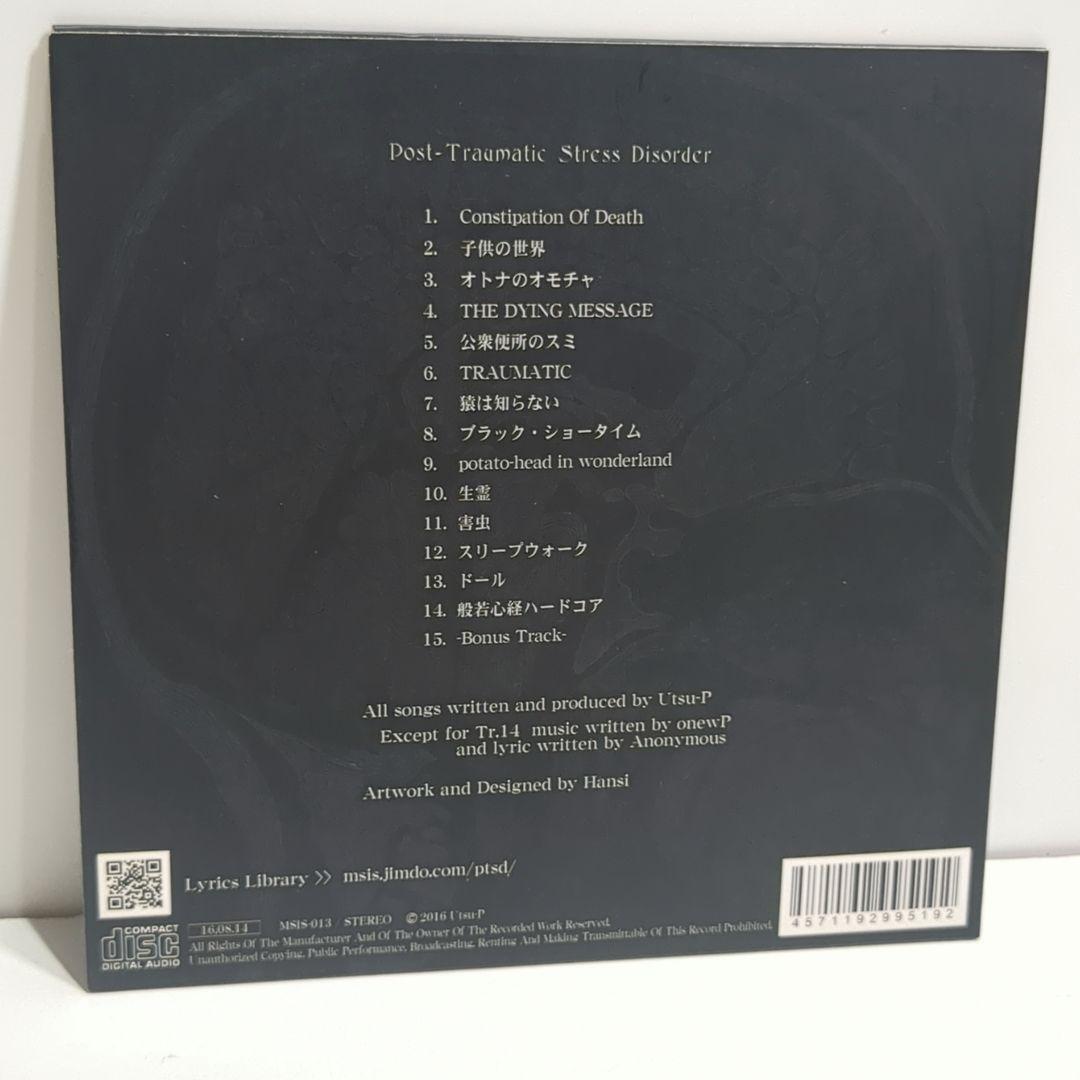 Post-Traumatic Stress Disorder
1. Constipation Of Death
2. 子供の世界
3. オトナのオモチャ
4. THE DYING MESSAGE
5. 公衆便所のスミ
6. TRAUMATIC
7. 猿は知らない
8. ブラック・ショータイム
9. potato-head in wonderland
10. 生霊
11. 害虫
12. スリープウォーク
13. ドール
14. 般若心経ハードコア
15. -Bonus Track-
All songs written and produced by Utsu-P
Except for Tr.14 music written by onewP
and lyric written by Anonymous
Artwork and Designed by Hansi
Lyrics Library >> msis.jimdo.com/ptsd/
4571192995192
COMPACT
disc
DIGITAL AUDIO
16.08.14 MSIS-013 STEREO © 2016 Utsu-P
All Rights Of The Manufacturer And Of The Owner Of The Recorded Work Reserved.
Unauthorized Copying, Public Performance, Broadcasting, Renting And Making Transmittable Of This Record Prohibited.